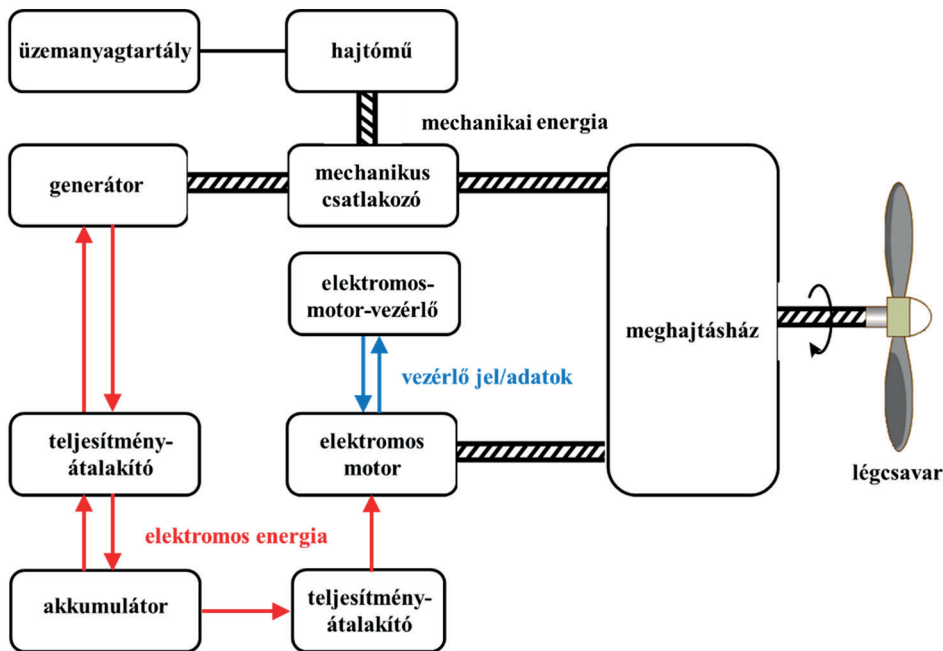 üzemanyagtartály
hajtómű
mechanikai energia
generátor
mechanikus
csatlakozó
elektromos-
motor-vezérlő
meghajtásház
vezérlő jel/adatok
teljesítmény-
átalakító
elektromos
motor
légcsavar
elektromos energia
akkumulátor
teljesítmény-
átalakító